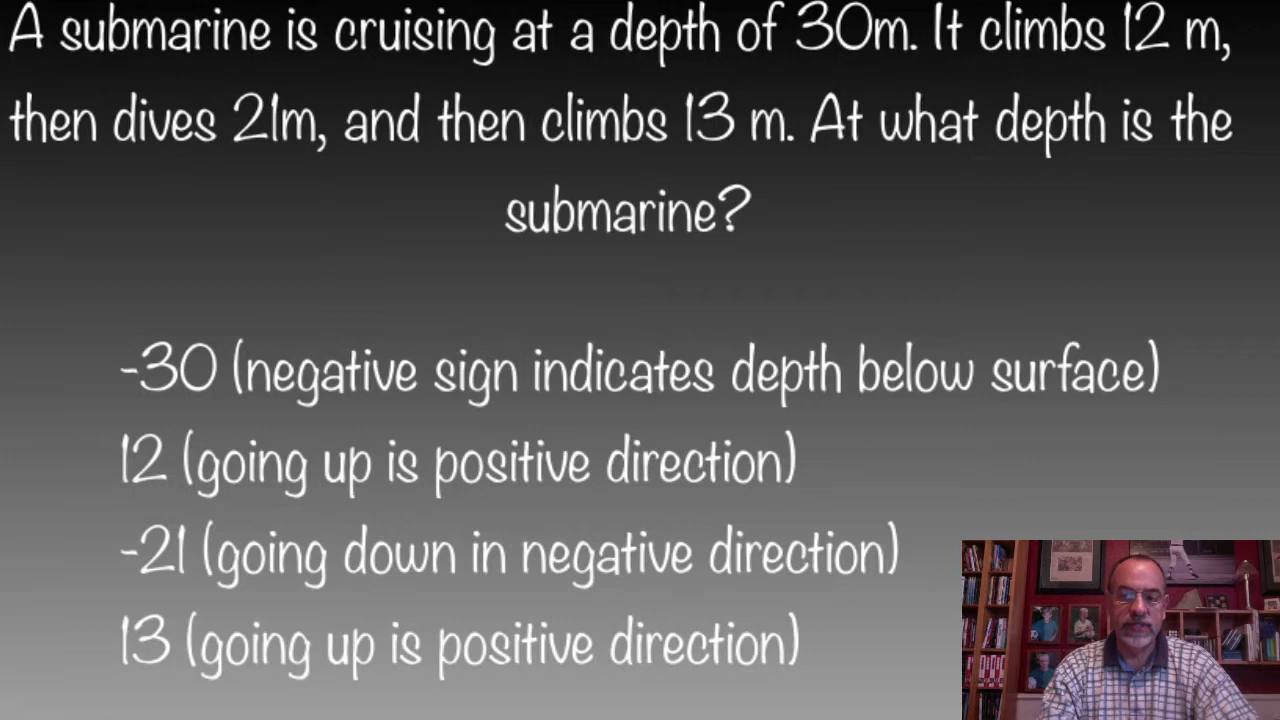 A submarine is cruising at a depth of 30m. It climbs 12 m,
then dives 21m, and then climbs 13 m. At what depth is the
submarine?
-30 (negative sign indicates depth below surface)
12 (going up is positive direction)
-21 (going down in negative direction)
13 (going up is positive direction)